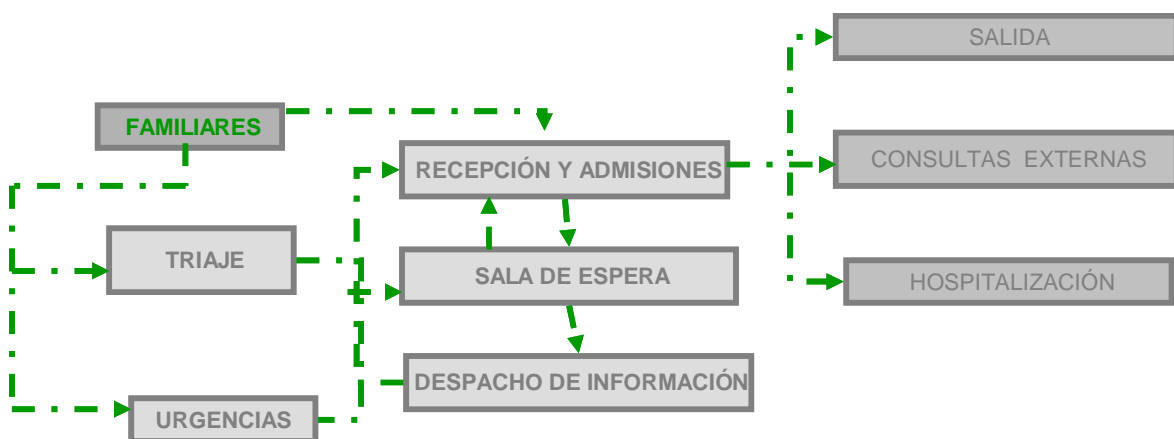 SALIDA
FAMILIARES
RECEPCIÓN Y ADMISIONES
CONSULTAS EXTERNAS
TRIAJE
SALA DE ESPERA
HOSPITALIZACIÓN
DESPACHO DE INFORMACIÓN
URGENCIAS